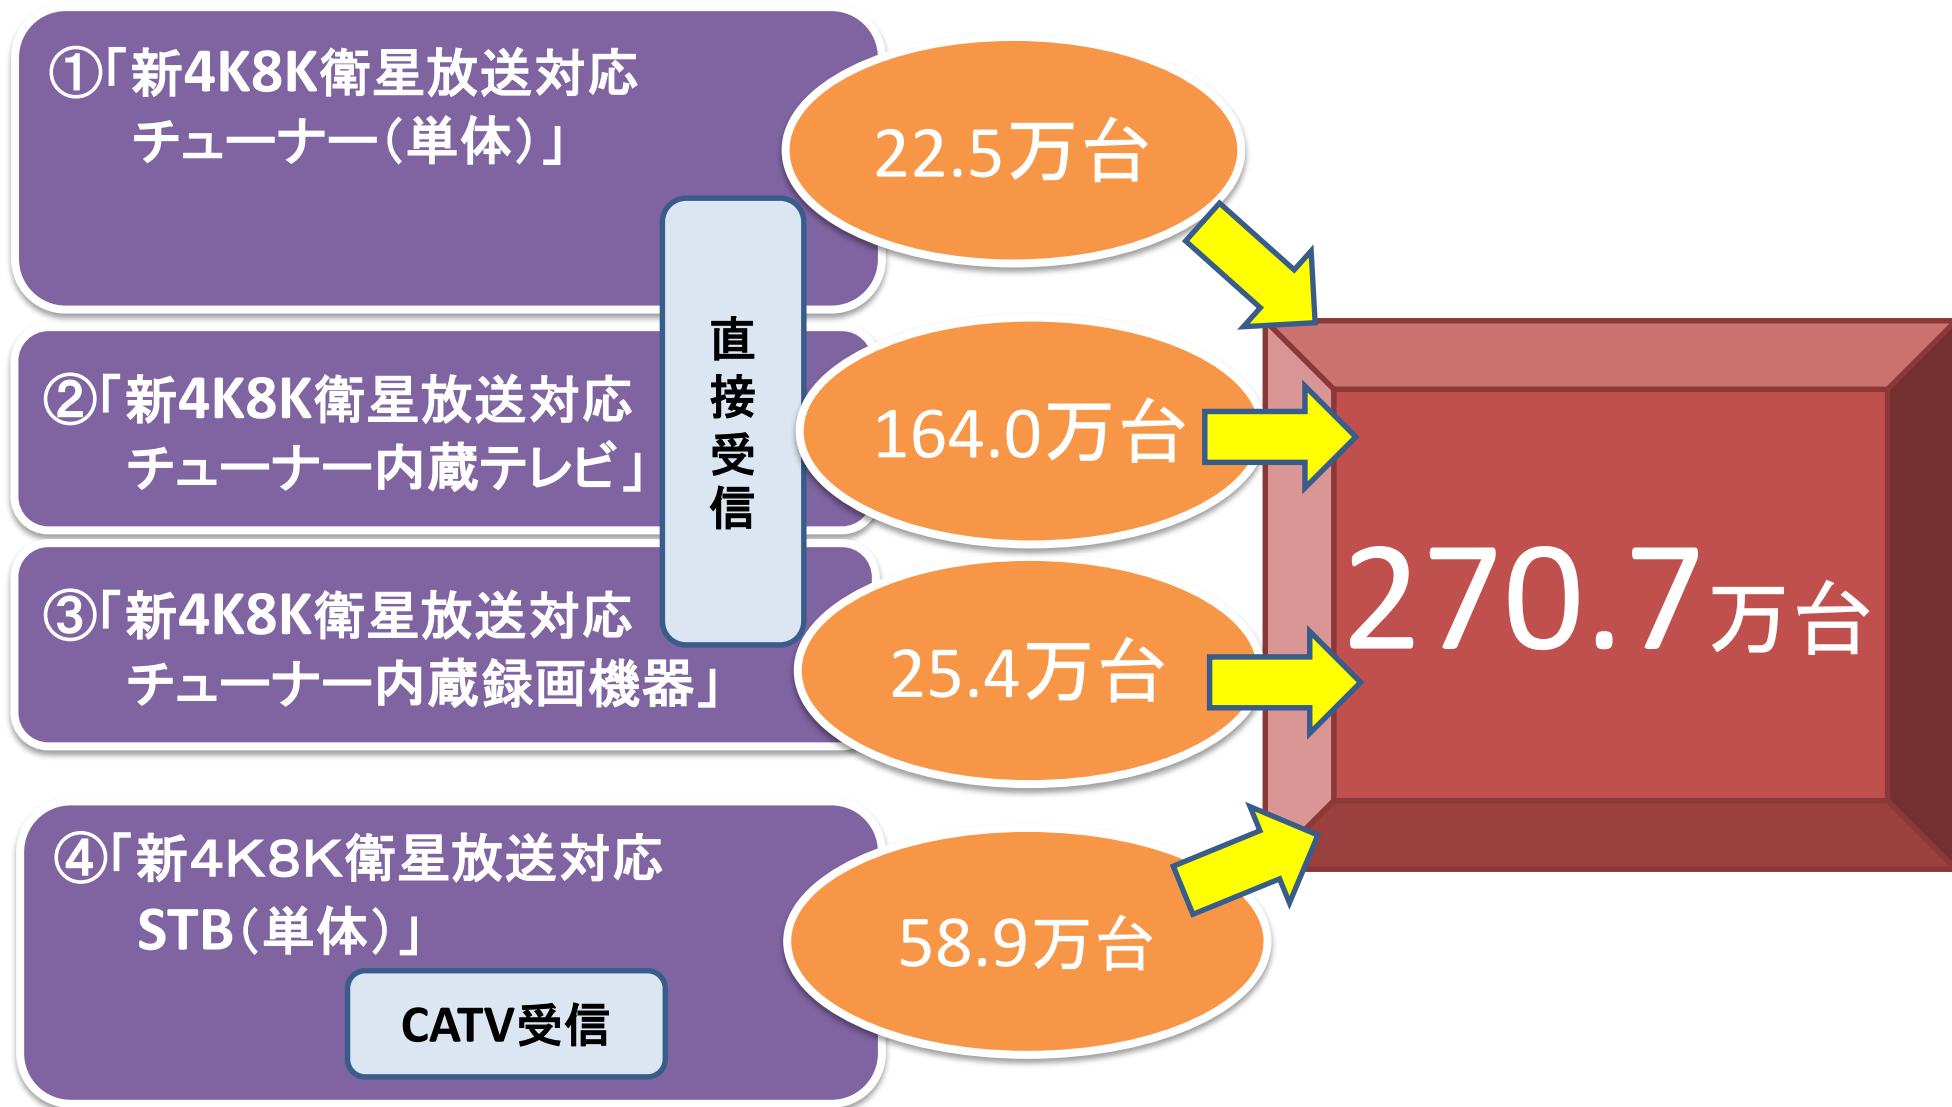 ①「新4K8K衛星放送対応
チューナー(単体)」
22.5万台
直接受信
②「新4K8K衛星放送対応
チューナー内蔵テレビ」
164.0万台
③「新4K8K衛星放送対応
チューナー内蔵録画機器」
25.4万台
270.7万台
④「新４Ｋ８Ｋ衛星放送対応
STB(単体)」
58.9万台
CATV受信